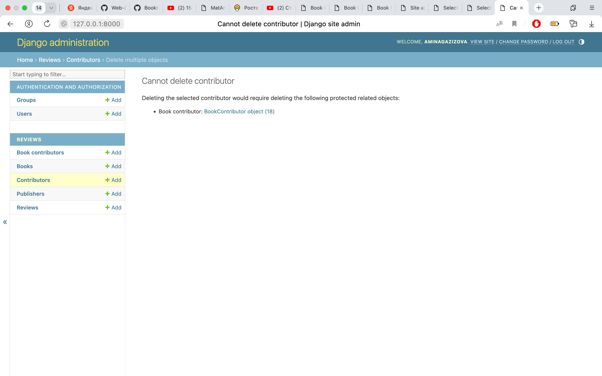 14
Яндек
Web-
Book:
(2) 11
MatA
Росте
(2) Cl
Book
Book
Book
Site a
Selec
Selec
Ca
127.0.0.1:8000
Cannot delete contributor | Django site admin
Django administration
WELCOME, AMINAGAZIZOVA. VIEW SITE / CHANGE PASSWORD / LOG OUT
Home › Reviews › Contributors › Delete multiple objects
Start typing to filter...
AUTHENTICATION AND AUTHORIZATION
Groups + Add
Users + Add
REVIEWS
Book contributors + Add
Books + Add
Contributors + Add
Publishers + Add
Reviews + Add
«
Cannot delete contributor
Deleting the selected contributor would require deleting the following protected related objects:
• Book contributor: BookContributor object (18)